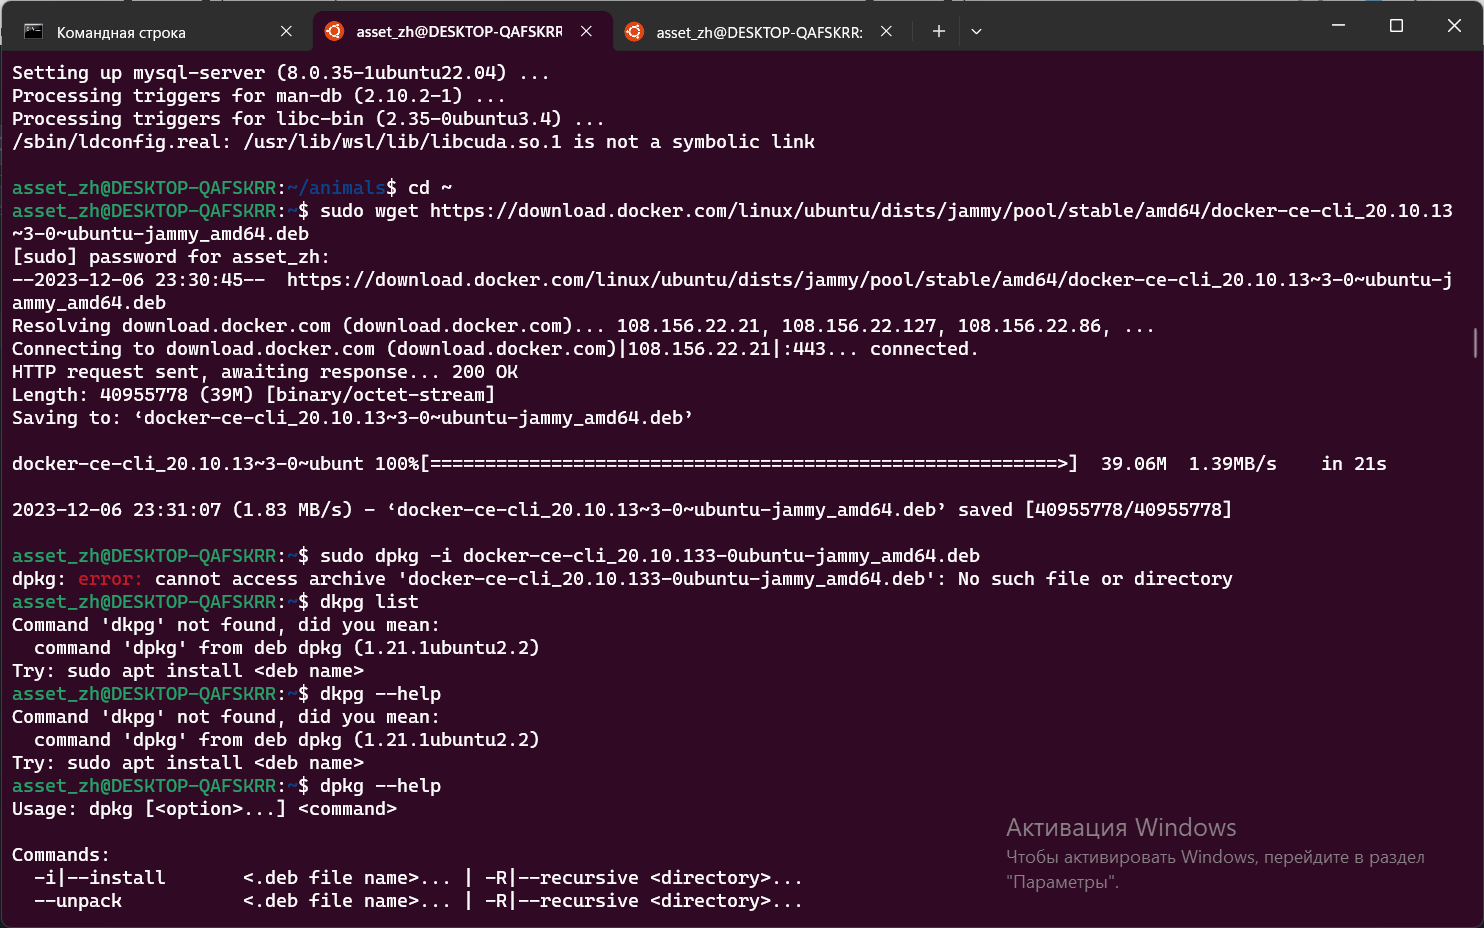 Командная строка
asset_zh@DESKTOP-QAFSKRR
asset_zh@DESKTOP-QAFSKRR:
Setting up mysql-server (8.0.35-1ubuntu22.04) ...
Processing triggers for man-db (2.10.2-1) ...
Processing triggers for libc-bin (2.35-0ubuntu3.4) ...
/sbin/ldconfig.real: /usr/lib/wsl/lib/libcuda.so.1 is not a symbolic link
asset_zh@DESKTOP-QAFSKRR:~/animals$ cd ~
asset_zh@DESKTOP-QAFSKRR:~$ sudo wget https://download.docker.com/linux/ubuntu/dists/jammy/pool/stable/amd64/docker-ce-cli_20.10.13
~3-0~ubuntu-jammy_amd64.deb
[sudo] password for asset_zh:
--2023-12-06 23:30:45--  https://download.docker.com/linux/ubuntu/dists/jammy/pool/stable/amd64/docker-ce-cli_20.10.13~3-0~ubuntu-j
ammy_amd64.deb
Resolving download.docker.com (download.docker.com)... 108.156.22.21, 108.156.22.127, 108.156.22.86, ...
Connecting to download.docker.com (download.docker.com)|108.156.22.21|:443... connected.
HTTP request sent, awaiting response... 200 OK
Length: 40955778 (39M) [binary/octet-stream]
Saving to: ‘docker-ce-cli_20.10.13~3-0~ubuntu-jammy_amd64.deb’
docker-ce-cli_20.10.13~3-0~ubunt 100%[=========================================================>]  39.06M  1.39MB/s    in 21s
2023-12-06 23:31:07 (1.83 MB/s) - ‘docker-ce-cli_20.10.13~3-0~ubuntu-jammy_amd64.deb’ saved [40955778/40955778]
asset_zh@DESKTOP-QAFSKRR:~$ sudo dpkg -i docker-ce-cli_20.10.133-0ubuntu-jammy_amd64.deb
dpkg: error: cannot access archive 'docker-ce-cli_20.10.133-0ubuntu-jammy_amd64.deb': No such file or directory
asset_zh@DESKTOP-QAFSKRR:~$ dkpg list
Command 'dkpg' not found, did you mean:
  command 'dpkg' from deb dpkg (1.21.1ubuntu2.2)
Try: sudo apt install <deb name>
asset_zh@DESKTOP-QAFSKRR:~$ dkpg --help
Command 'dkpg' not found, did you mean:
  command 'dpkg' from deb dpkg (1.21.1ubuntu2.2)
Try: sudo apt install <deb name>
asset_zh@DESKTOP-QAFSKRR:~$ dpkg --help
Usage: dpkg [<option>...] <command>
Commands:
  -i|--install       <.deb file name>... | -R|--recursive <directory>...
  --unpack           <.deb file name>... | -R|--recursive <directory>...
Активация Windows
Чтобы активировать Windows, перейдите в раздел
"Параметры".